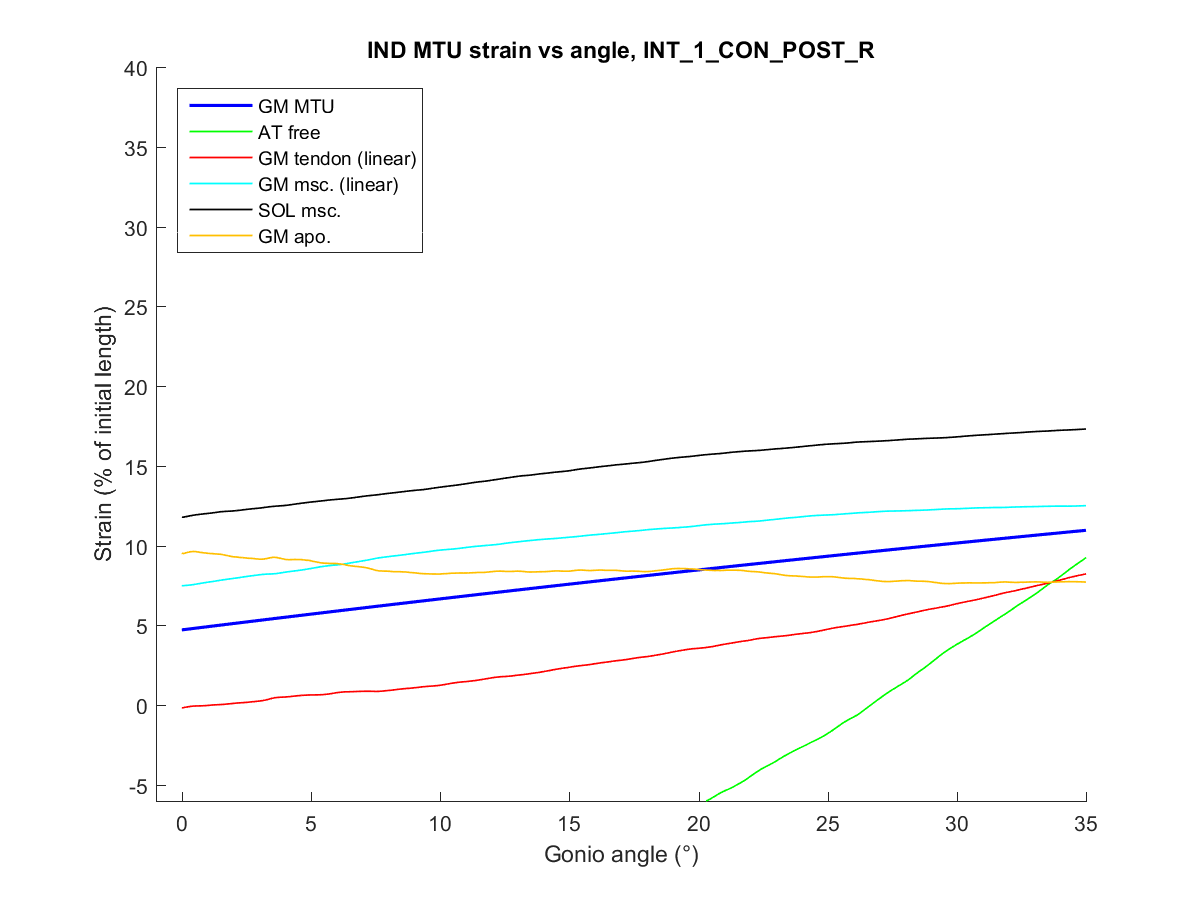 IND MTU strain vs angle, INT_1_CON_POST_R
40
35
30
25
20
15
10
5
0
-5
Strain (% of initial length)
GM MTU
AT free
GM tendon (linear)
GM msc. (linear)
SOL msc.
GM apo.
0 5 10 15 20 25 30 35
Gonio angle (°)